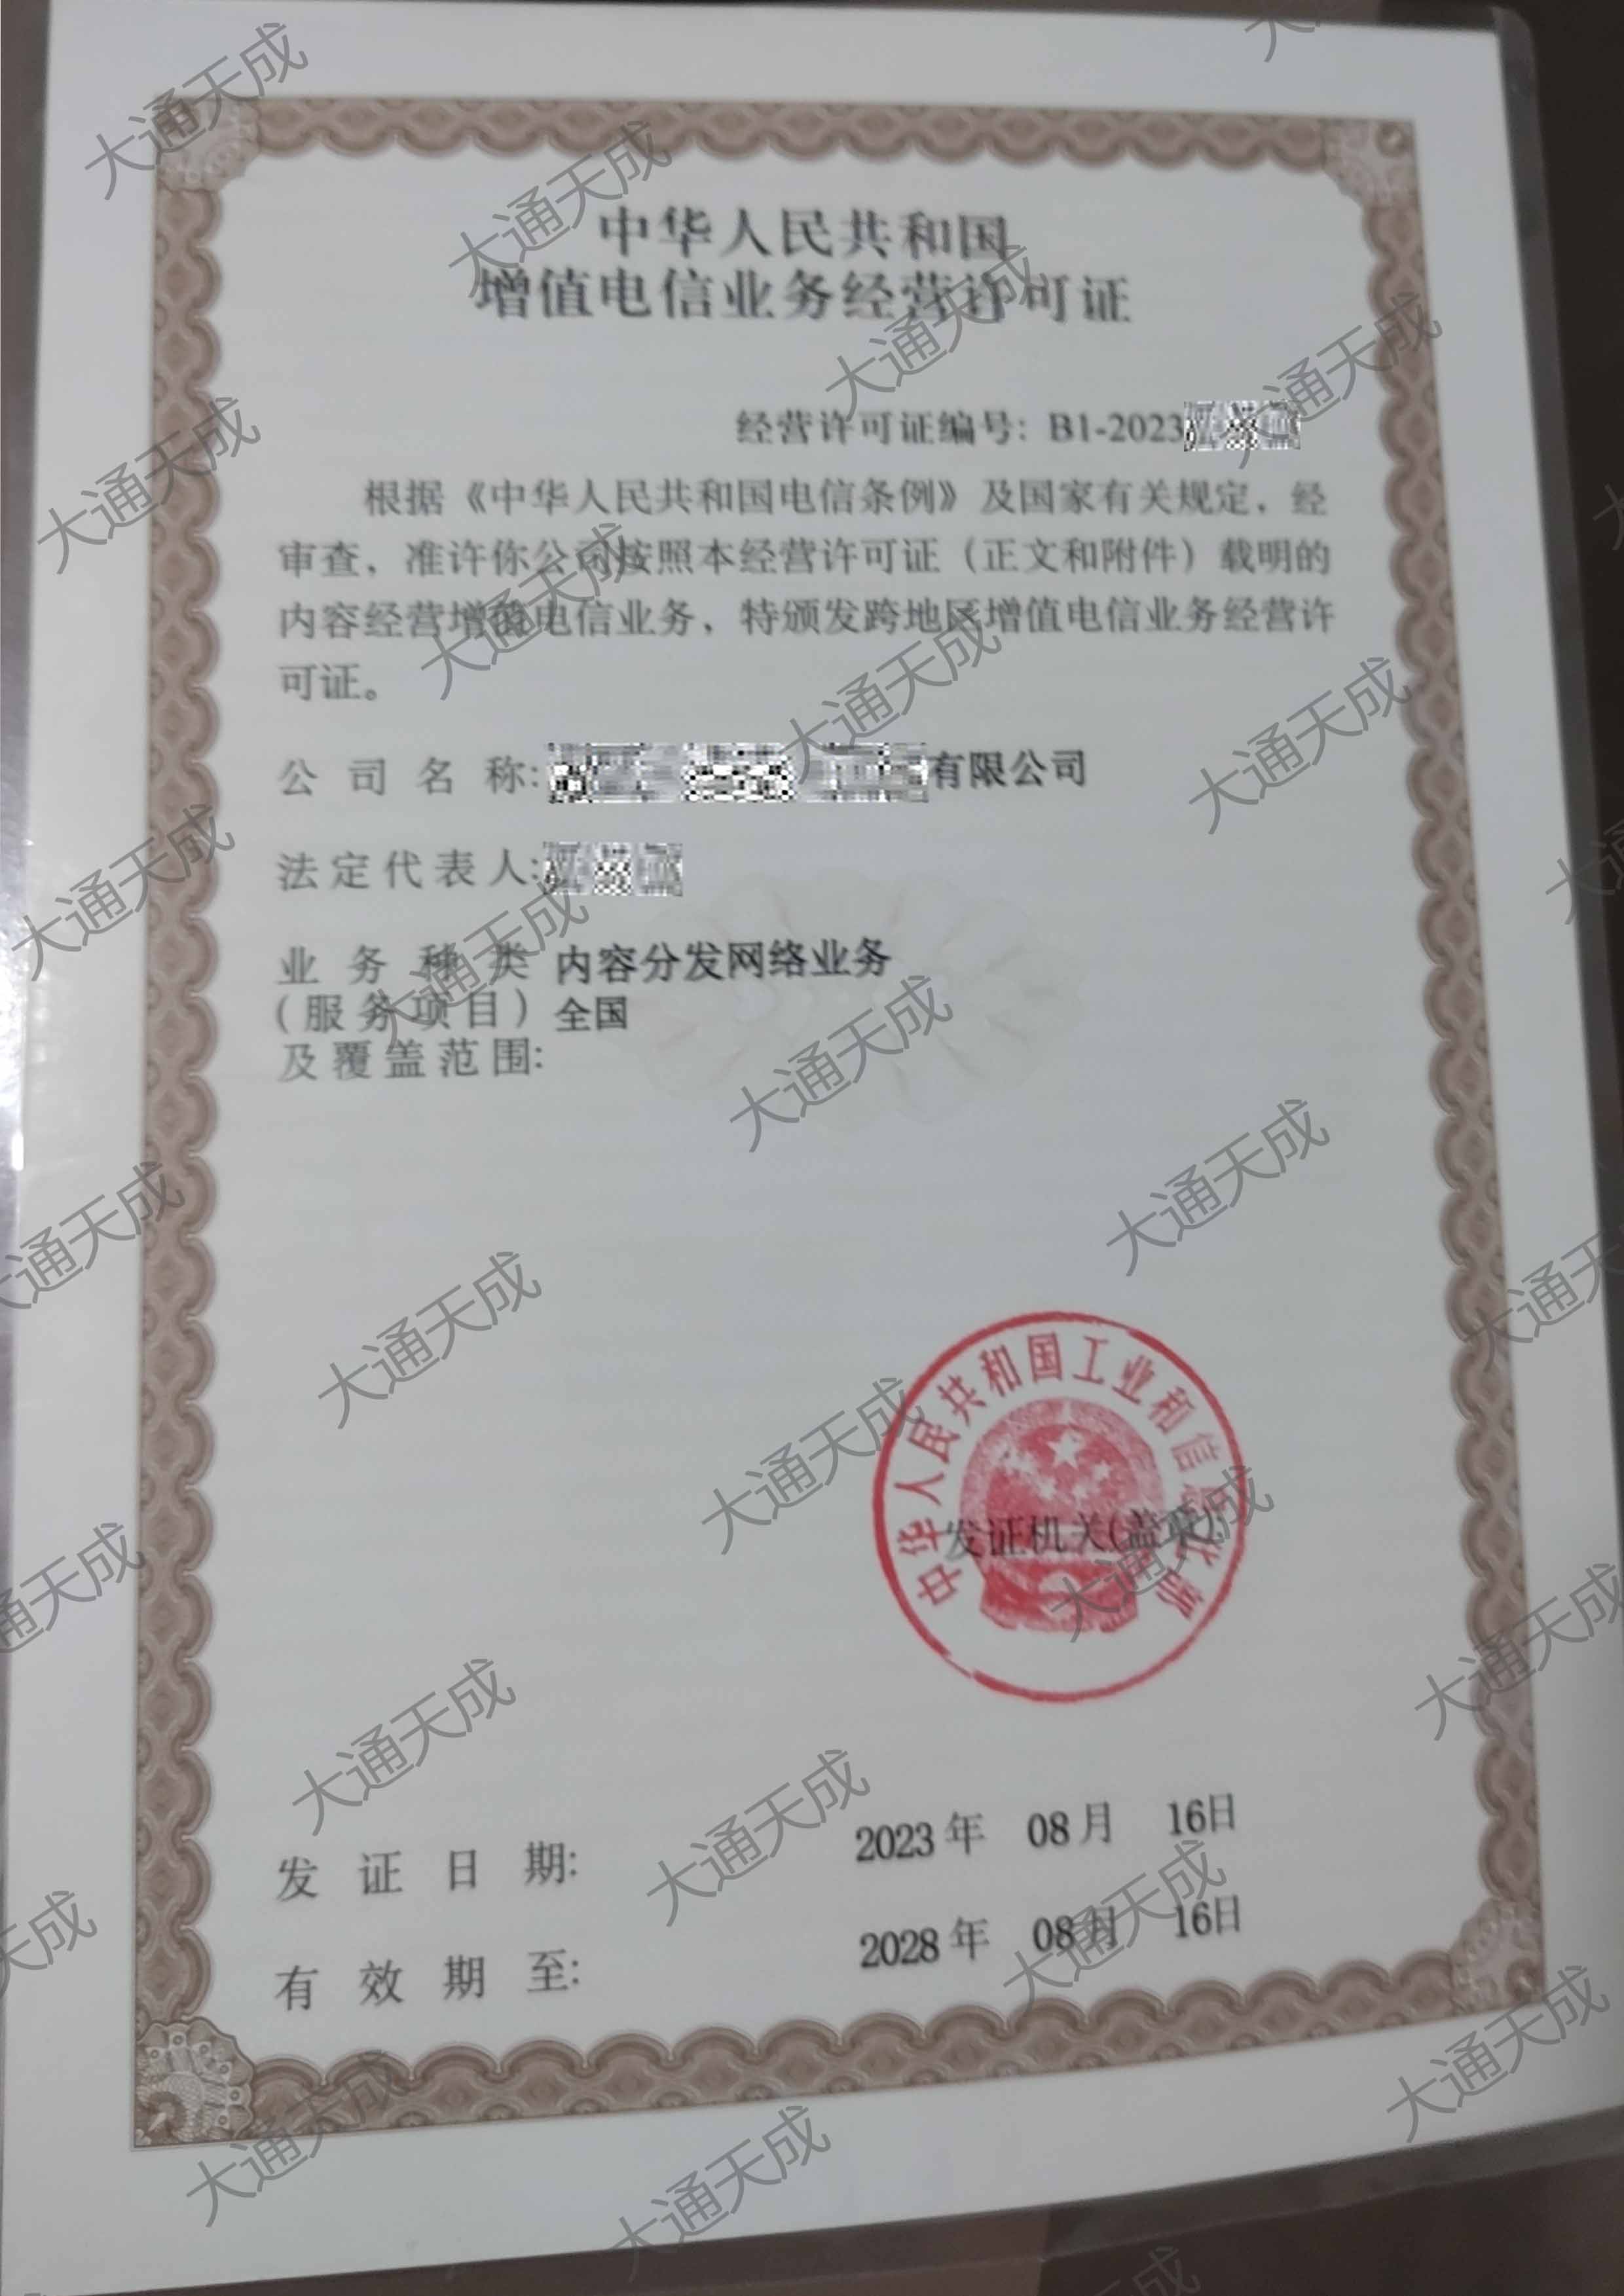 中华人民共和国
增值电信业务经营许可证
经营许可证编号: B1-2023
根据《中华人民共和国电信条例》及国家有关规定，经
审查，准许你公司按照本经营许可证（正文和附件）载明的
内容经营增值电信业务，特颁发跨地区增值电信业务经营许
可证。
公司名称: 有限公司
法定代表人:
业务种类 内容分发网络业务
(服务项目) 全国
及覆盖范围:
中华人民共和国工业和信息化部
发证机关(盖章):
发证日期: 2023年 08月 16日
有效期至: 2028年 08月 16日
大通天成